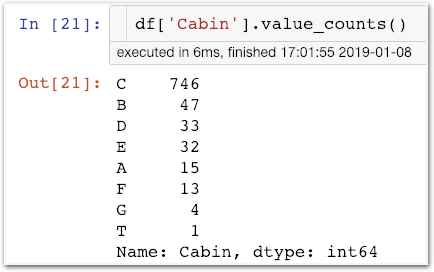 In [21]: df['Cabin'].value_counts()
executed in 6ms, finished 17:01:55 2019-01-08
Out[21]: C 746
B 47
D 33
E 32
A 15
F 13
G 4
T 1
Name: Cabin, dtype: int64